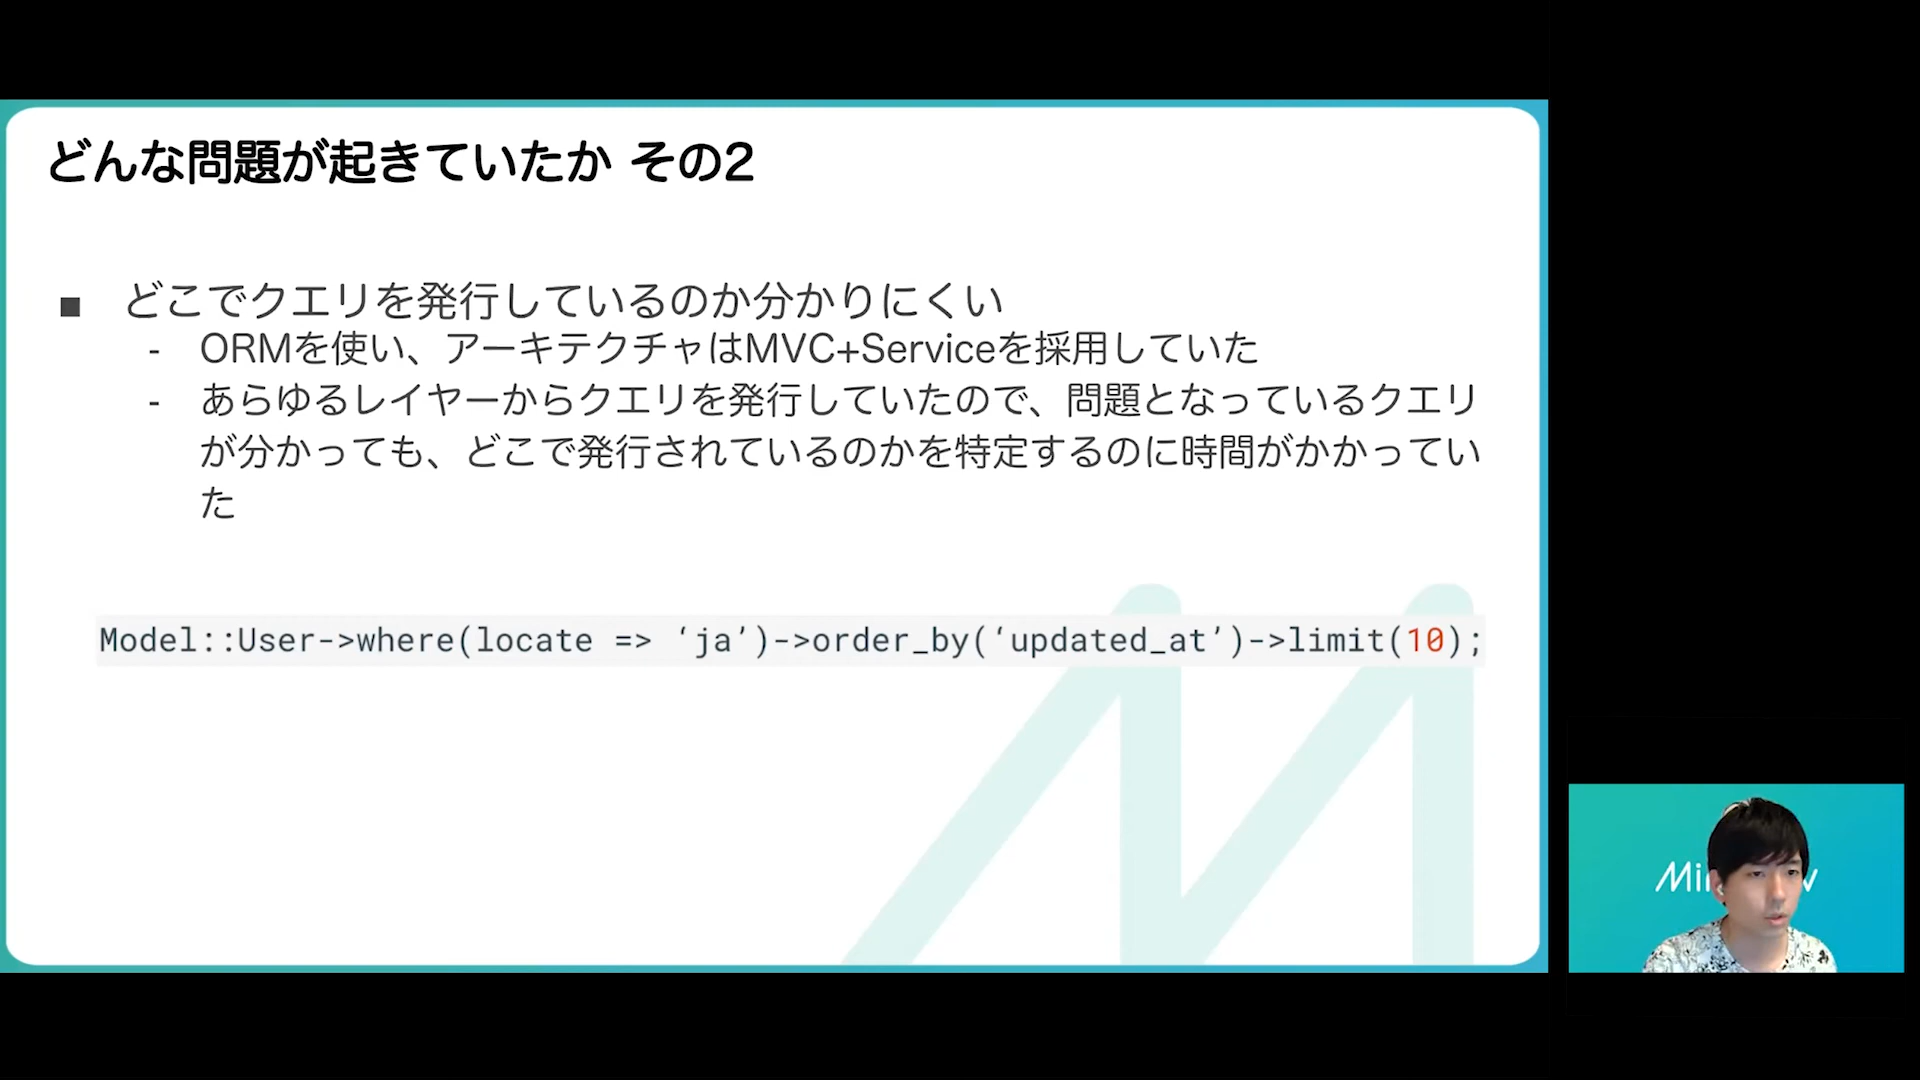 どんな問題が起きていたか その2
■ どこでクエリを発行しているのか分かりにくい
- ORMを使い、アーキテクチャはMVC+Serviceを採用していた
- あらゆるレイヤーからクエリを発行していたので、問題となっているクエリ
が分かっても、どこで発行されているのかを特定するのに時間がかかってい
た
Model::User->where(locate => ‘ja’)->order_by(‘updated_at’)->limit(10);